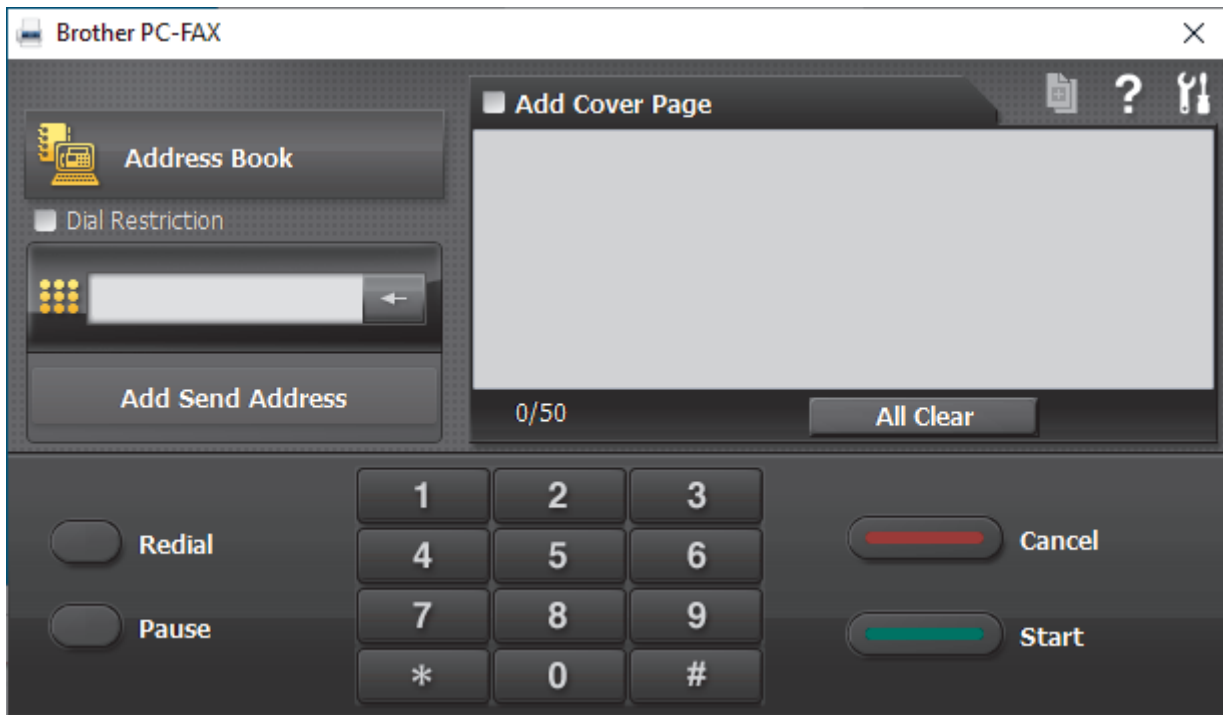 Brother PC-FAX
Add Cover Page
?
Address Book
Dial Restriction
Add Send Address
0/50
All Clear
1 2 3
Redial
4 5 6
Cancel
7 8 9
Pause
Start
* 0 #